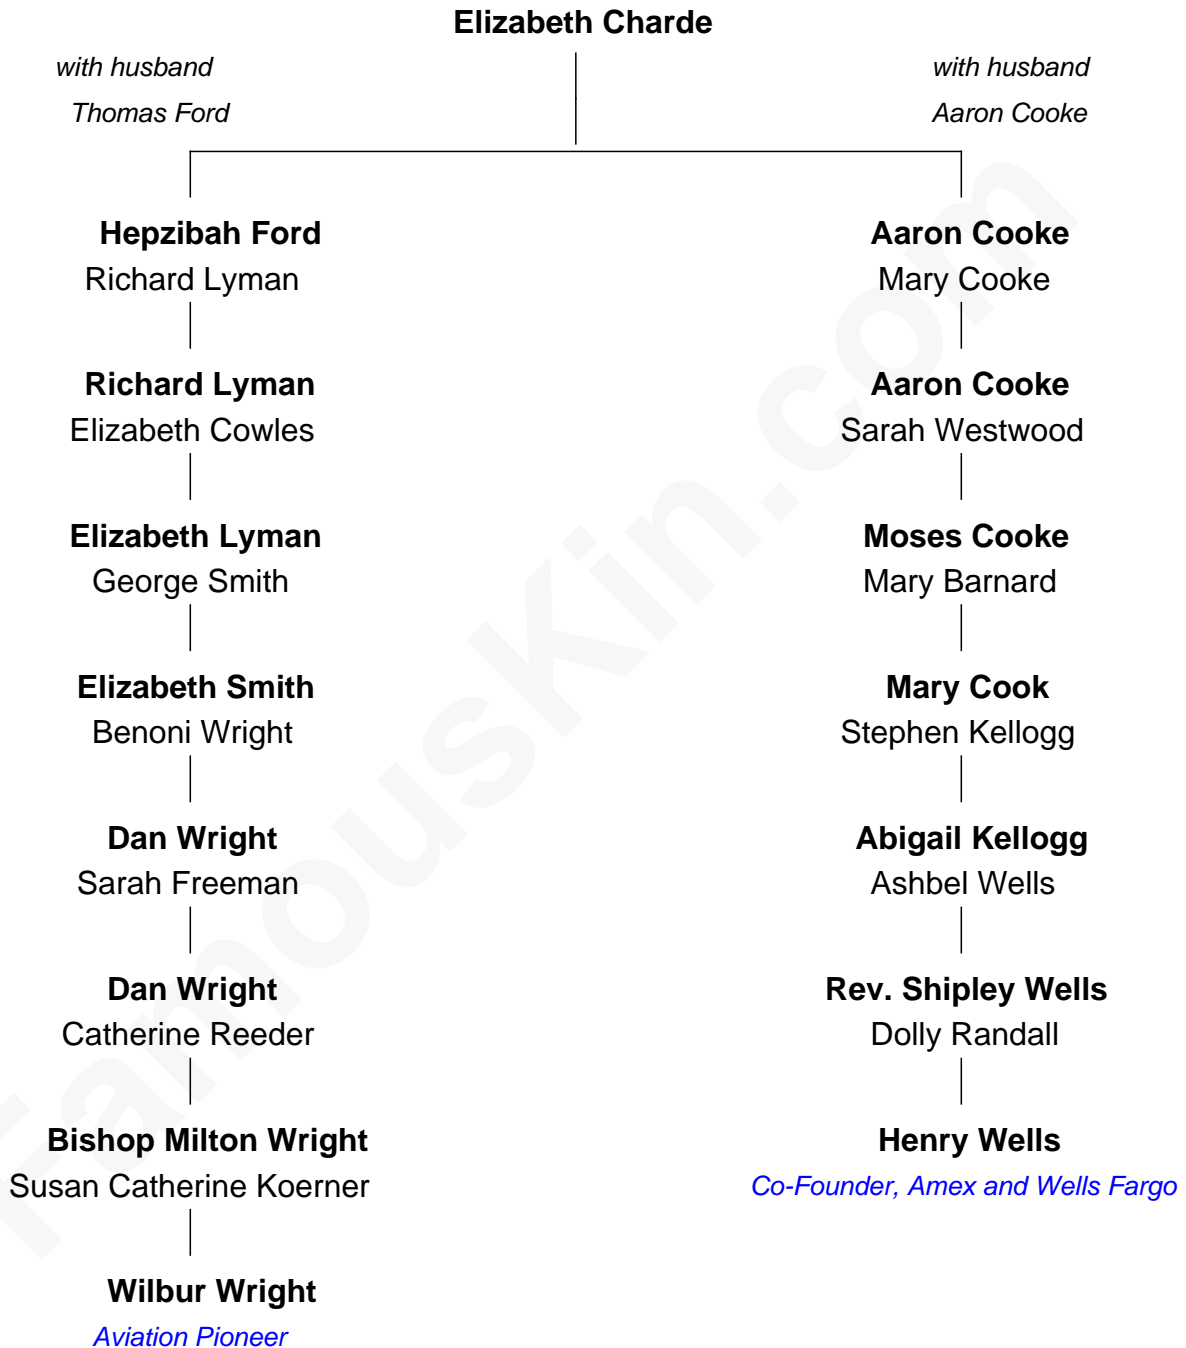 Elizabeth Charde
with husband
Thomas Ford
with husband
Aaron Cooke
Hepzibah Ford
Richard Lyman
Aaron Cooke
Mary Cooke
Richard Lyman
Elizabeth Cowles
Aaron Cooke
Sarah Westwood
Elizabeth Lyman
George Smith
Moses Cooke
Mary Barnard
Elizabeth Smith
Benoni Wright
Mary Cook
Stephen Kellogg
Dan Wright
Sarah Freeman
Abigail Kellogg
Ashbel Wells
Dan Wright
Catherine Reeder
Rev. Shipley Wells
Dolly Randall
Bishop Milton Wright
Susan Catherine Koerner
Henry Wells
Co-Founder, Amex and Wells Fargo
Wilbur Wright
Aviation Pioneer
FamousKin.com